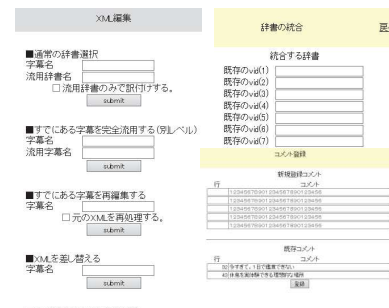 XML編集
■通常の辞書選択
字幕名
流用辞書名
流用辞書のみで訳付けする。
submit
■すでにある字幕を完全流用する(別レベル)
字幕名
流用字幕名
submit
■すでにある字幕を再編集する
字幕名
元のXMLを再処理する。
submit
■XMLを差し替える
字幕名
submit
辞書の統合
統合する辞書
既存のvid(1)
既存のvid(2)
既存のvid(3)
既存のvid(4)
既存のvid(5)
既存のvid(6)
既存のvid(7)
コメント登録
新規登録コメント
行 コメント
123456789012345678901234567890123456
123456789012345678901234567890123456
123456789012345678901234567890123456
123456789012345678901234567890123456
既存コメント
行 コメント
登録